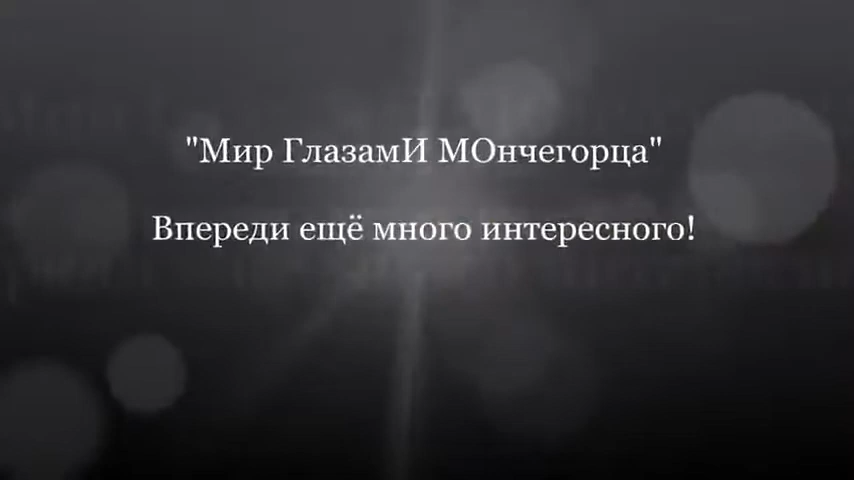 "Мир ГлазамИ МОнчегорца"
Впереди ещё много интересного!